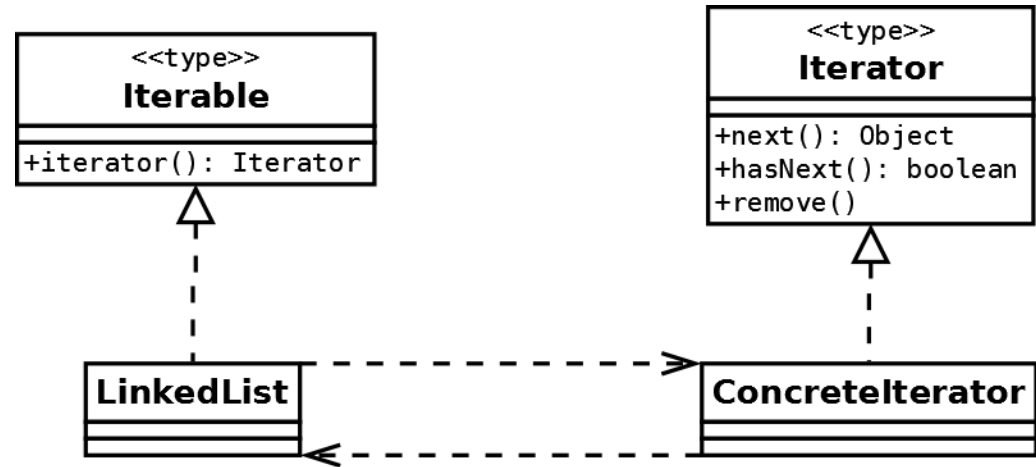 <<type>>
Iterable
+iterator(): Iterator
<<type>>
Iterator
+next(): Object
+hasNext(): boolean
+remove()
LinkedList
ConcreteIterator